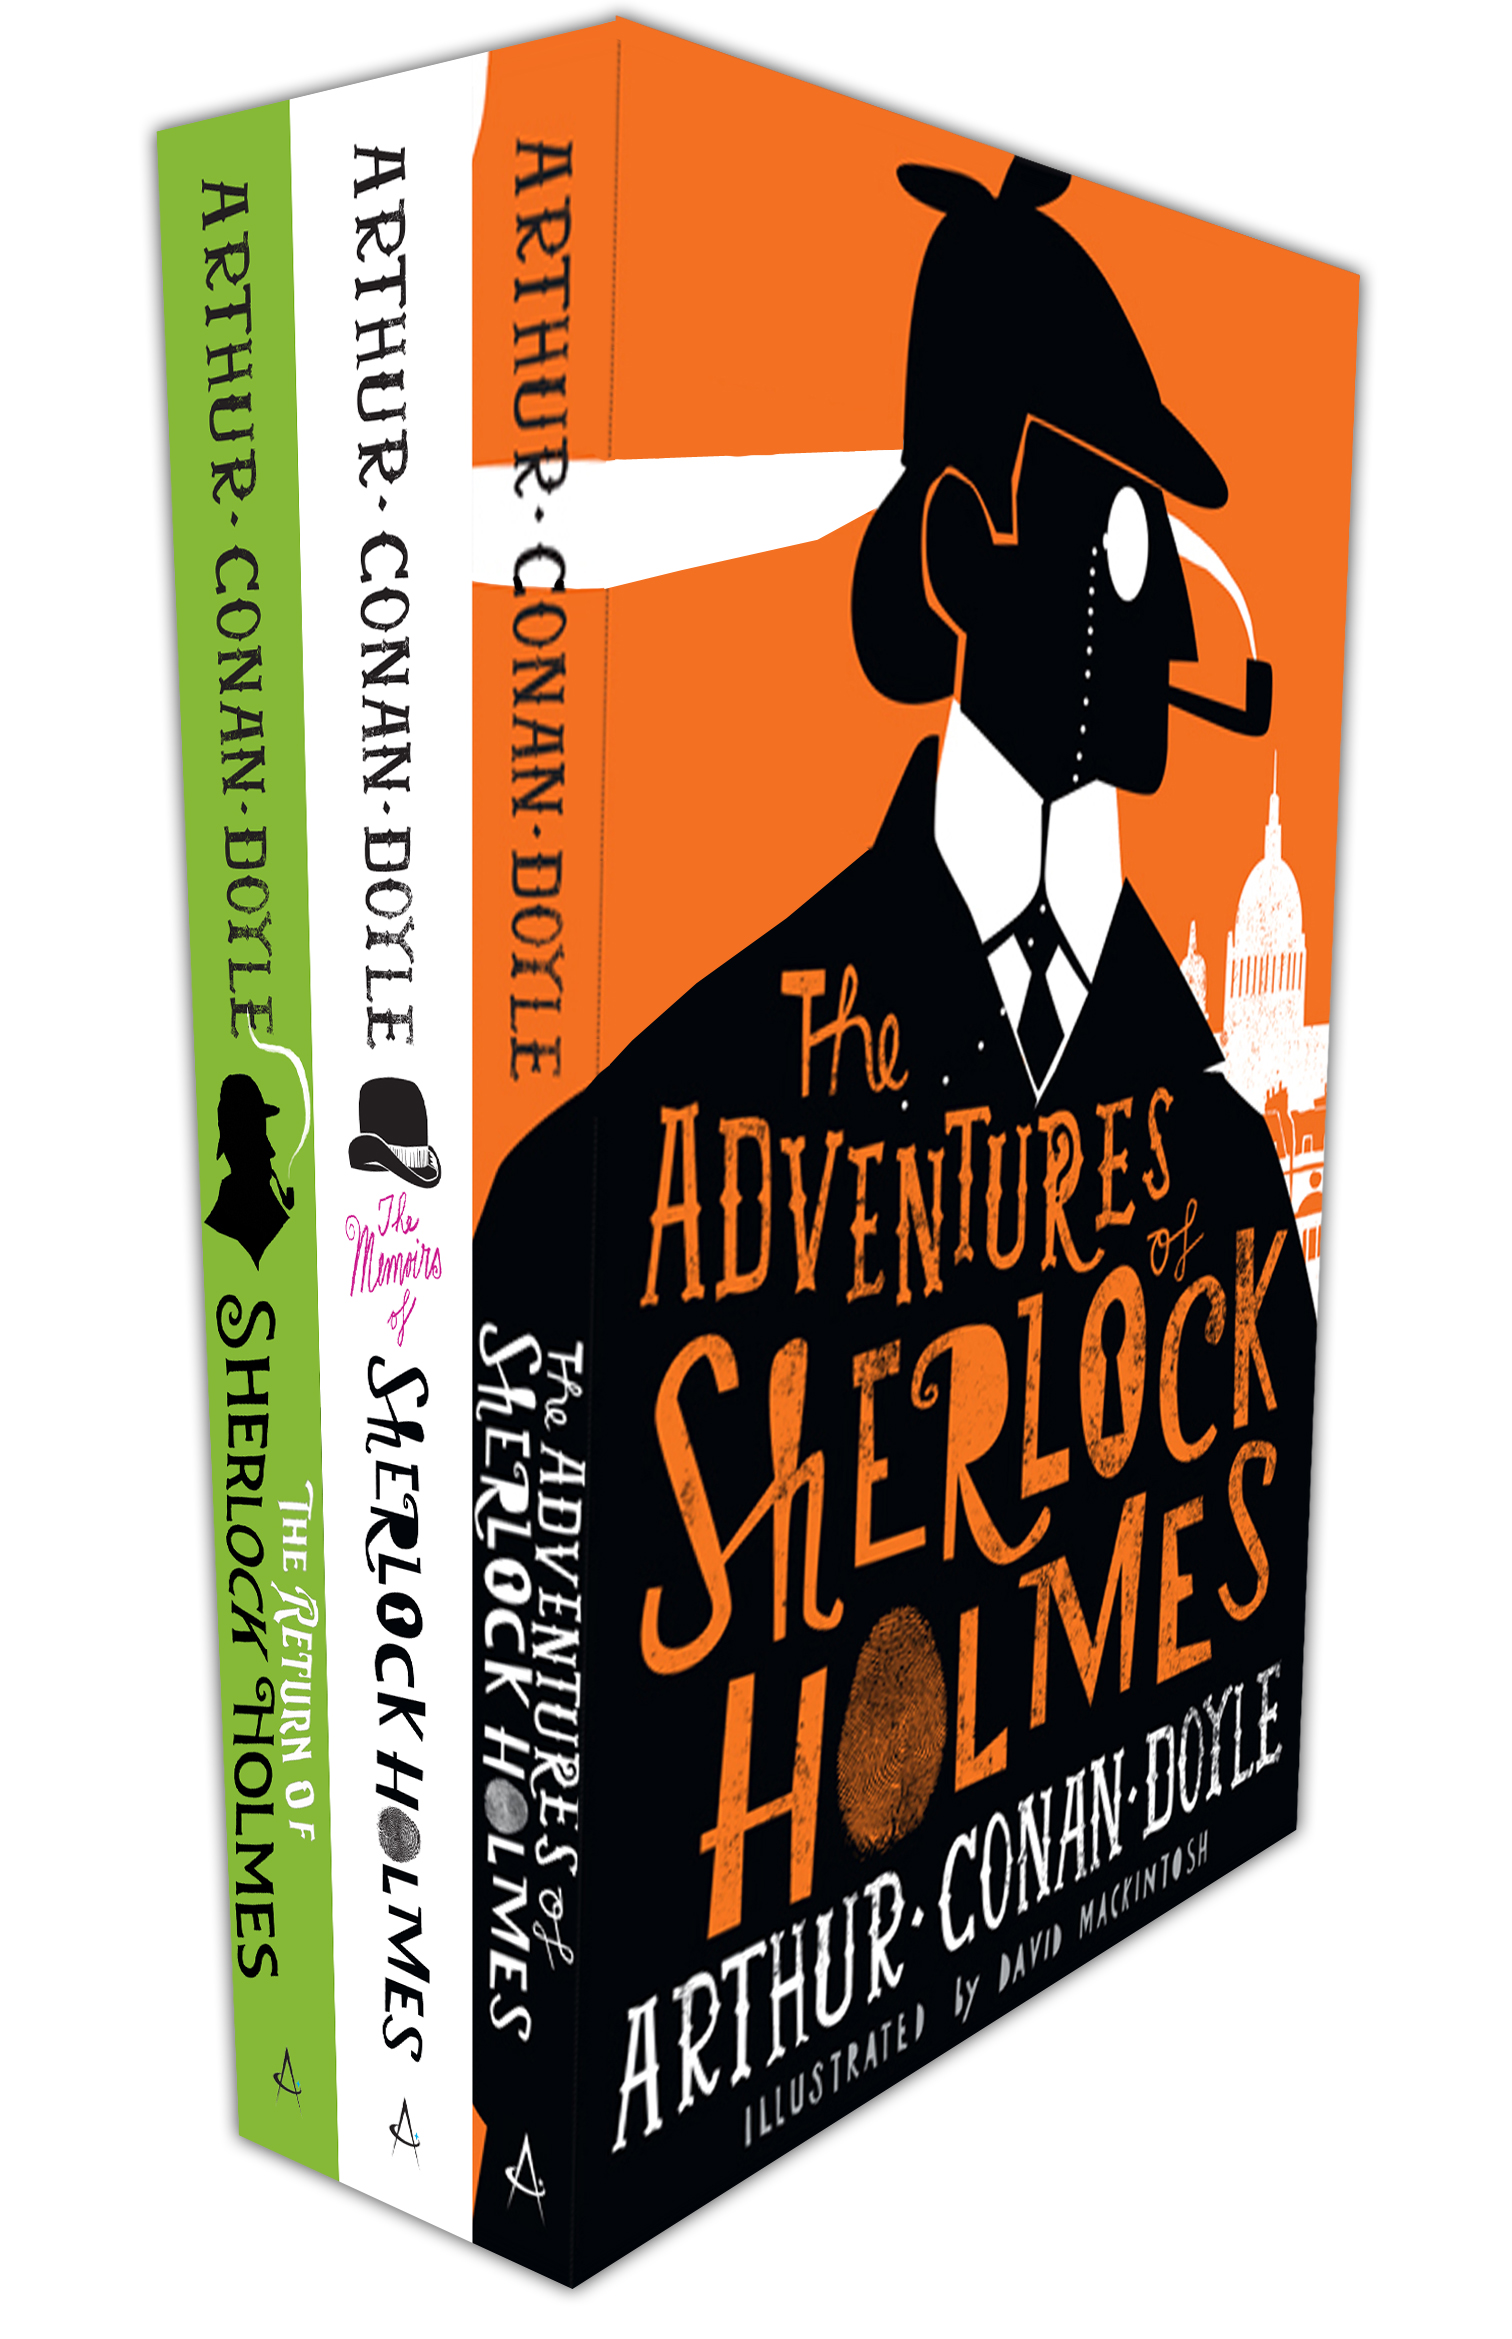 ARTHUR · CONAN · DOYLE
THE RETURN OF
SHERLOCK HOLMES
ARTHUR · CONAN · DOYLE
The
Memoirs
of
SHERLOCK HOLMES
ARTHUR · CONAN · DOYLE
The ADVENTURES of
SHERLOCK HOLMES
The
ADVENTURES
of
SHERLOCK
HOLMES
ARTHUR · CONAN · DOYLE
ILLUSTRATED by DAVID MACKINTOSH